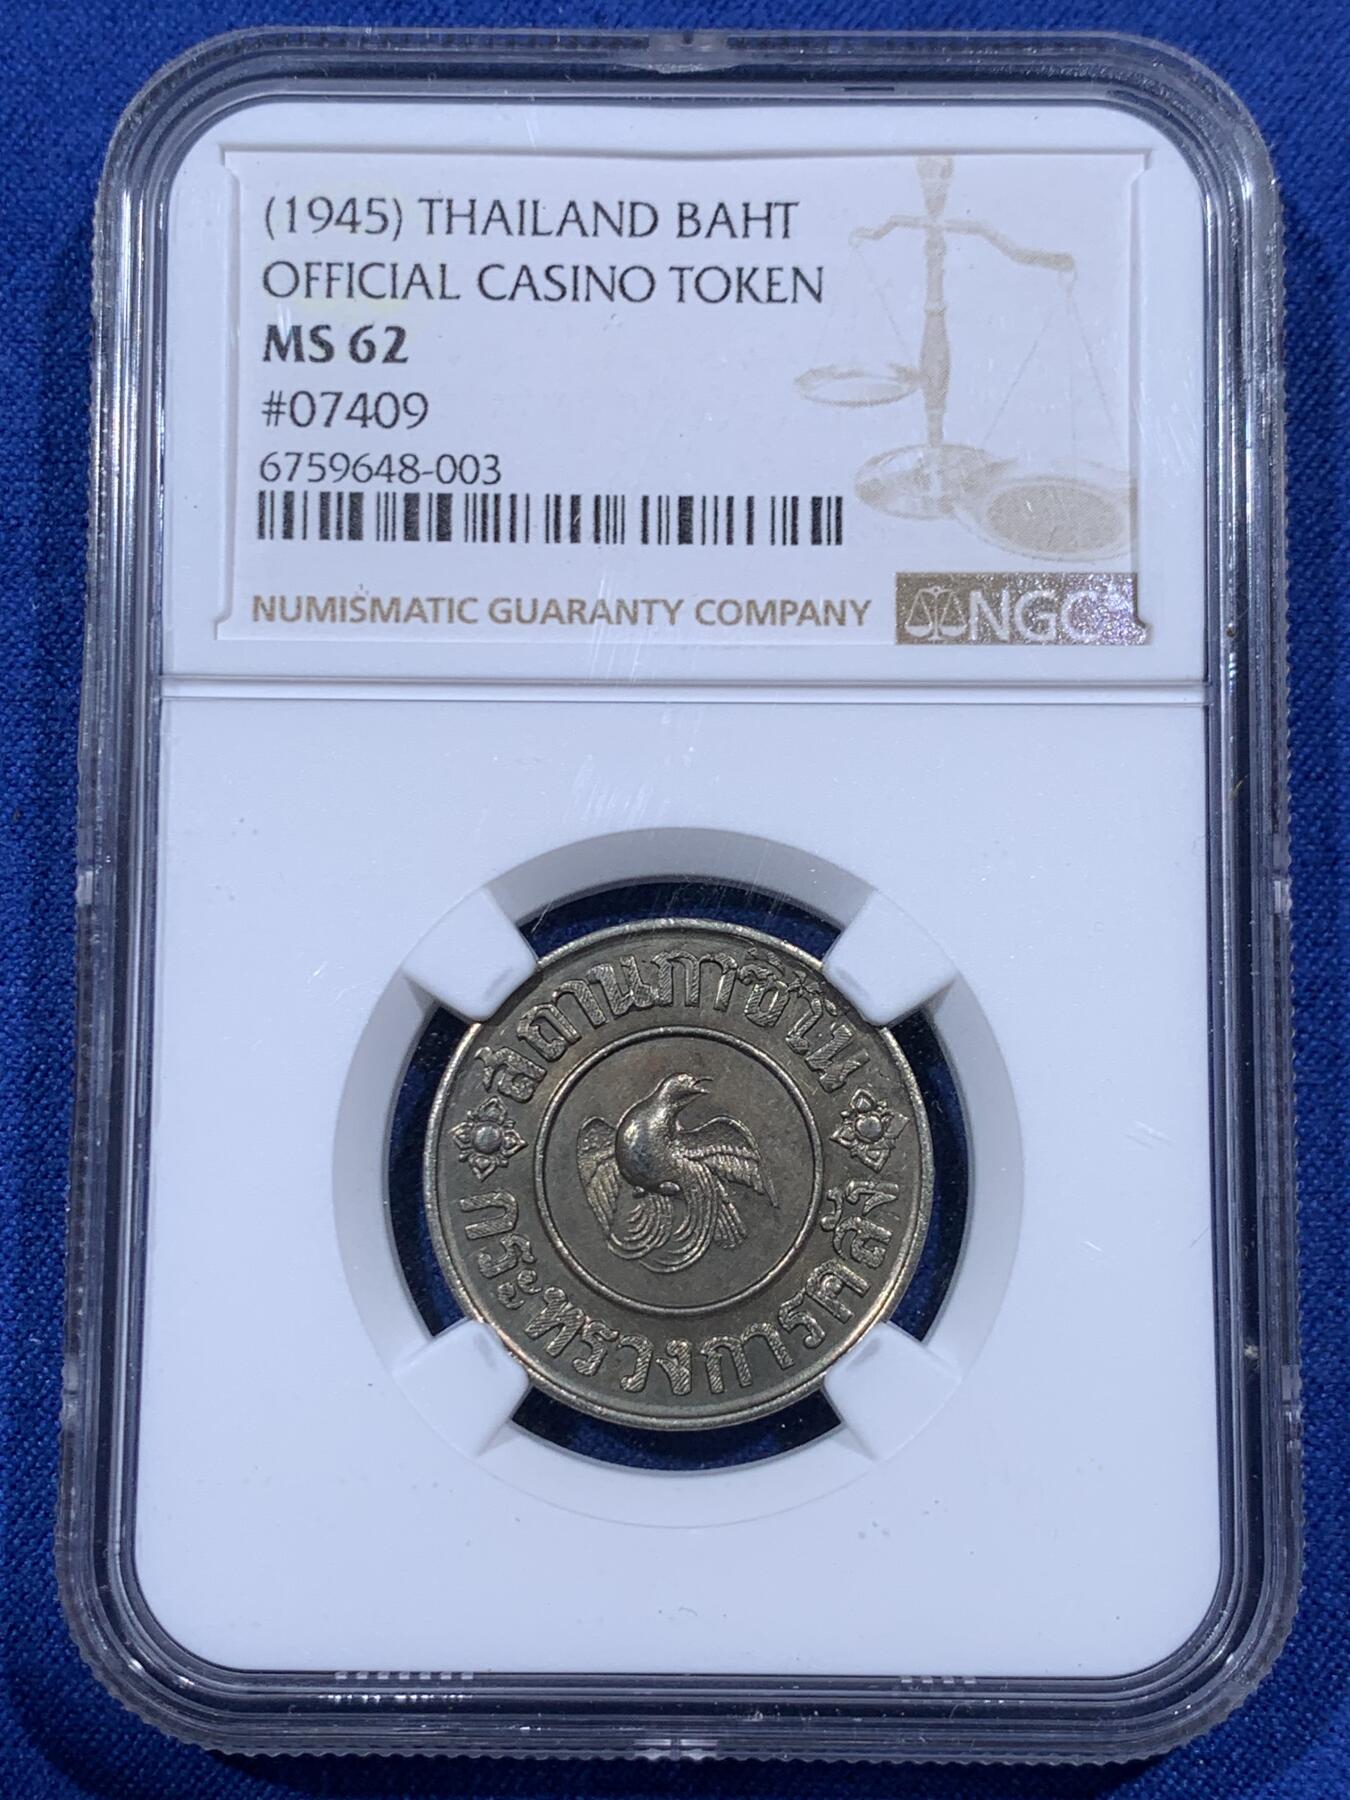 (1945) THAILAND BAHT
OFFICIAL CASINO TOKEN
MS 62
#07409
6759648-003
NUMISMATIC GUARANTY COMPANY
NGC
สถานกาซิโน
กระทรวงการคลัง